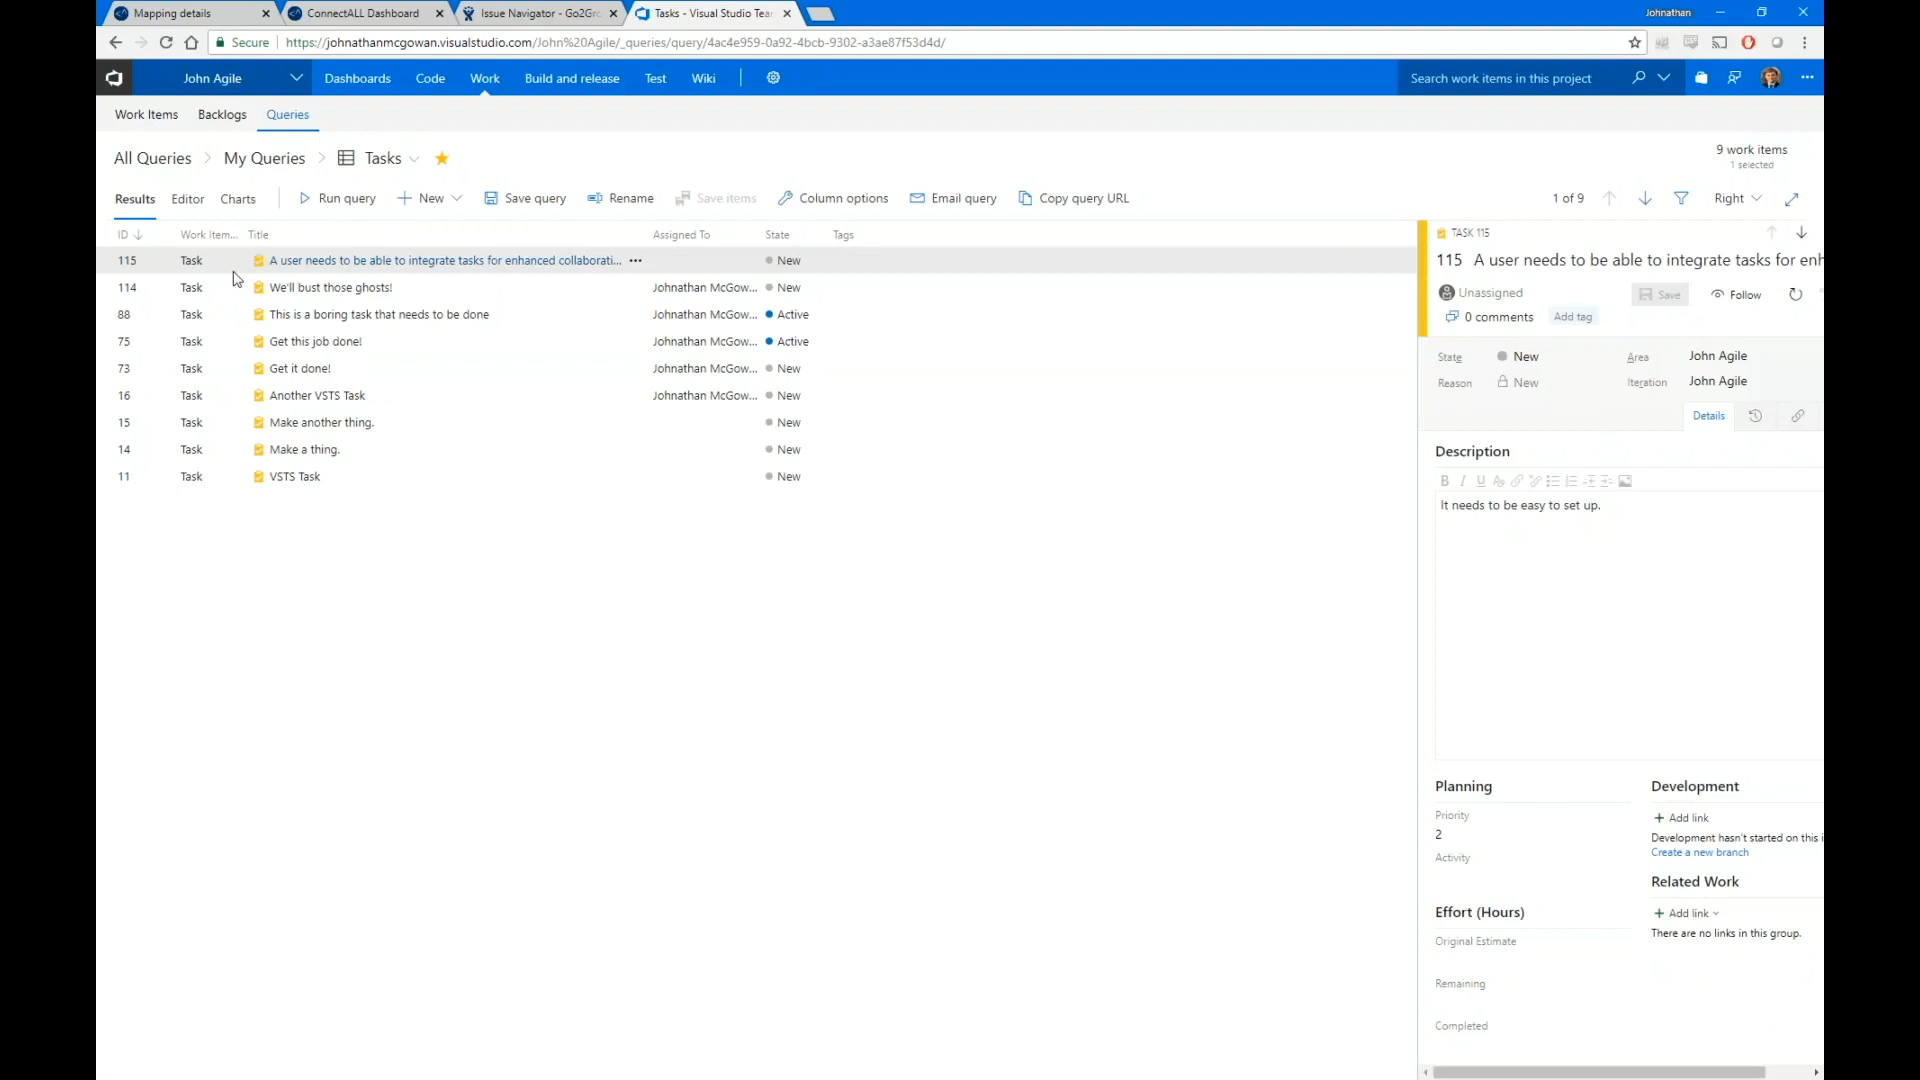 Mapping details
ConnectALL Dashboard
Issue Navigator - Go2Gro
Tasks - Visual Studio Tea
Johnathan
Secure
https://johnathanmcgowan.visualstudio.com/John%20Agile/_queries/query/4ac4e959-0a92-4bcb-9302-a3ae87f53d4d/
John Agile
Dashboards
Code
Work
Build and release
Test
Wiki
Search work items in this project
Work Items
Backlogs
Queries
All Queries > My Queries > Tasks
9 work items
1 selected
Results
Editor
Charts
Run query
New
Save query
Rename
Save items
Column options
Email query
Copy query URL
1 of 9
Right
ID Work Item... Title Assigned To State Tags
115 Task A user needs to be able to integrate tasks for enhanced collaborati... New
114 Task We'll bust those ghosts! Johnathan McGow... New
88 Task This is a boring task that needs to be done Johnathan McGow... Active
75 Task Get this job done! Johnathan McGow... Active
73 Task Get it done! Johnathan McGow... New
16 Task Another VSTS Task Johnathan McGow... New
15 Task Make another thing. New
14 Task Make a thing. New
11 Task VSTS Task New
TASK 115
115 A user needs to be able to integrate tasks for enh
Unassigned
Save
Follow
0 comments
Add tag
State New
Area John Agile
Reason New
Iteration John Agile
Details
Description
B I U
It needs to be easy to set up.
Planning
Priority
2
Activity
Effort (Hours)
Original Estimate
Remaining
Completed
Development
+ Add link
Development hasn't started on this i
Create a new branch
Related Work
+ Add link
There are no links in this group.